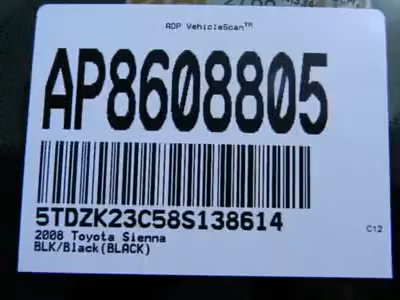 ADP VehicleScan™
AP8608805
5TDZK23C58S138614
2008 Toyota Sienna
C12
BLK/Black(BLACK)